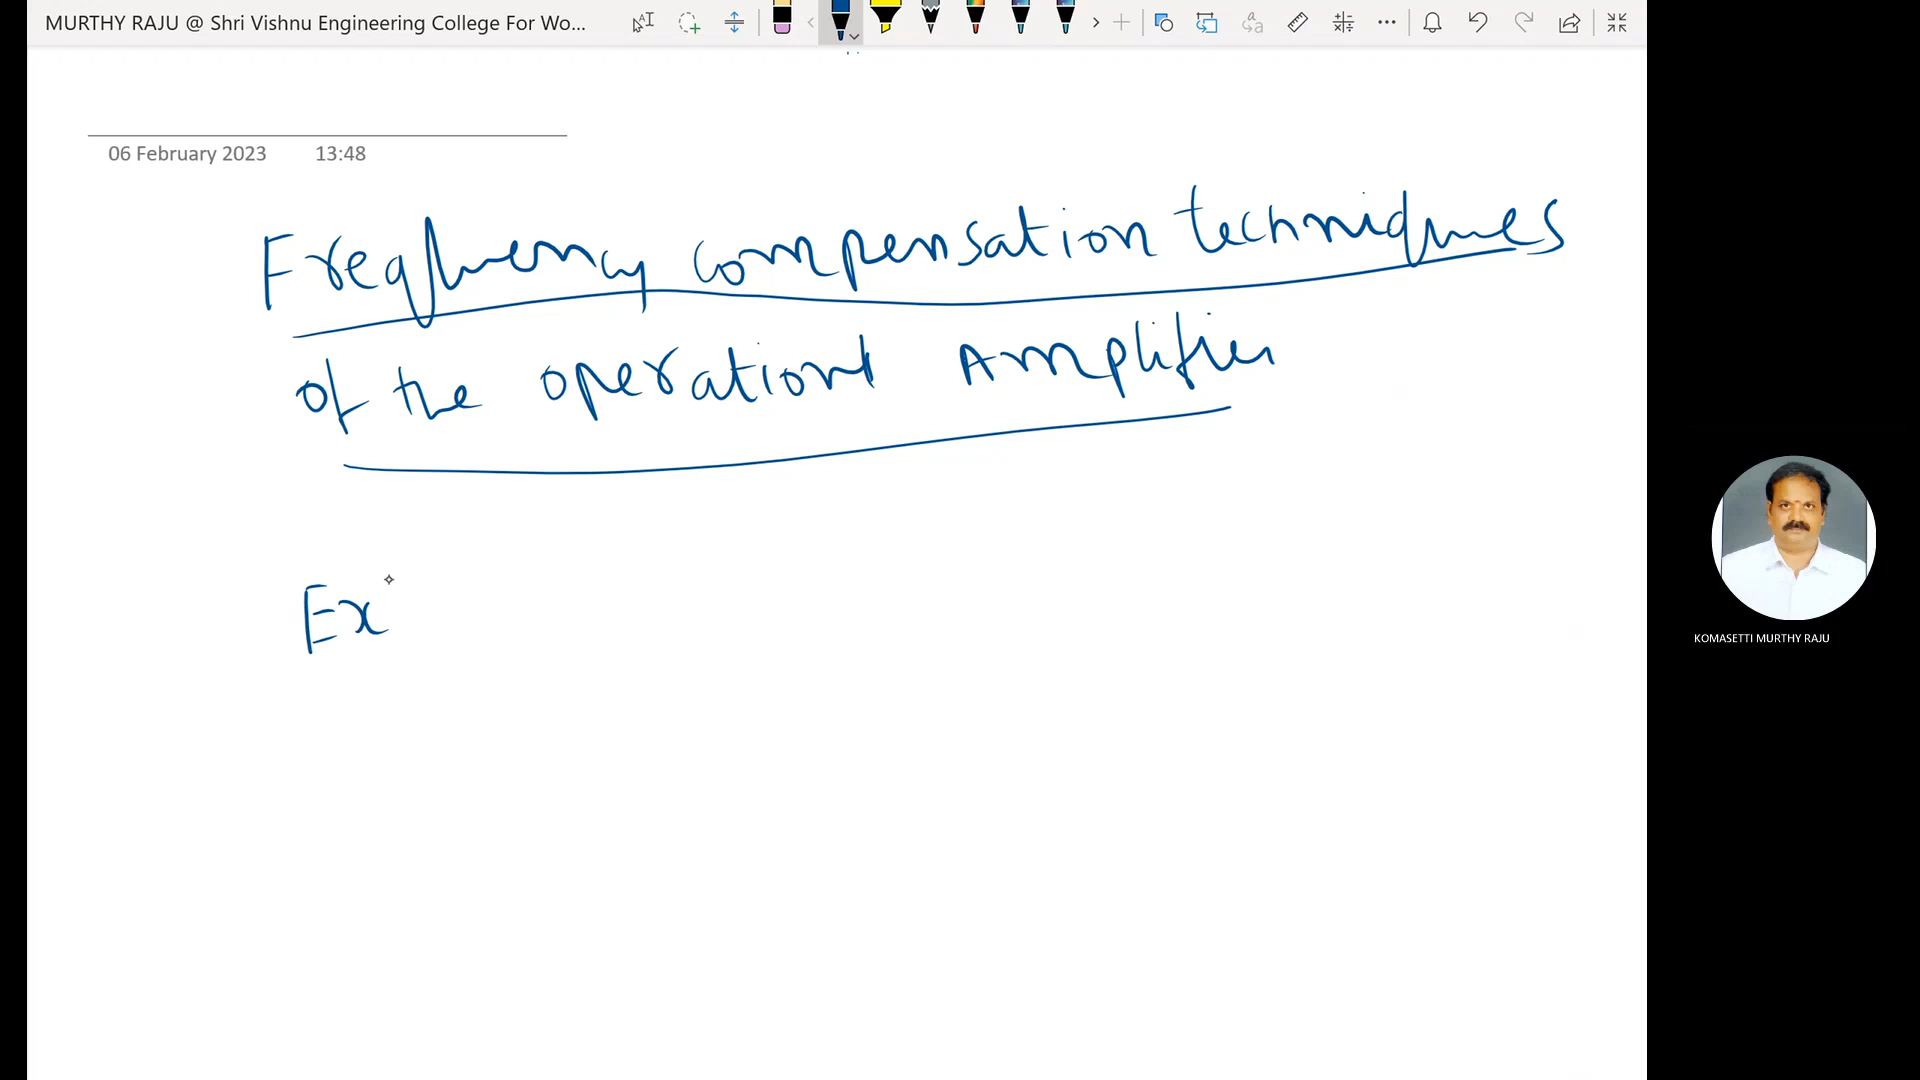 MURTHY RAJU @ Shri Vishnu Engineering College For Wo...
06 February 2023 13:48
Frequency compensation techniques
of the operational Amplifier
Ex
KOMASETTI MURTHY RAJU